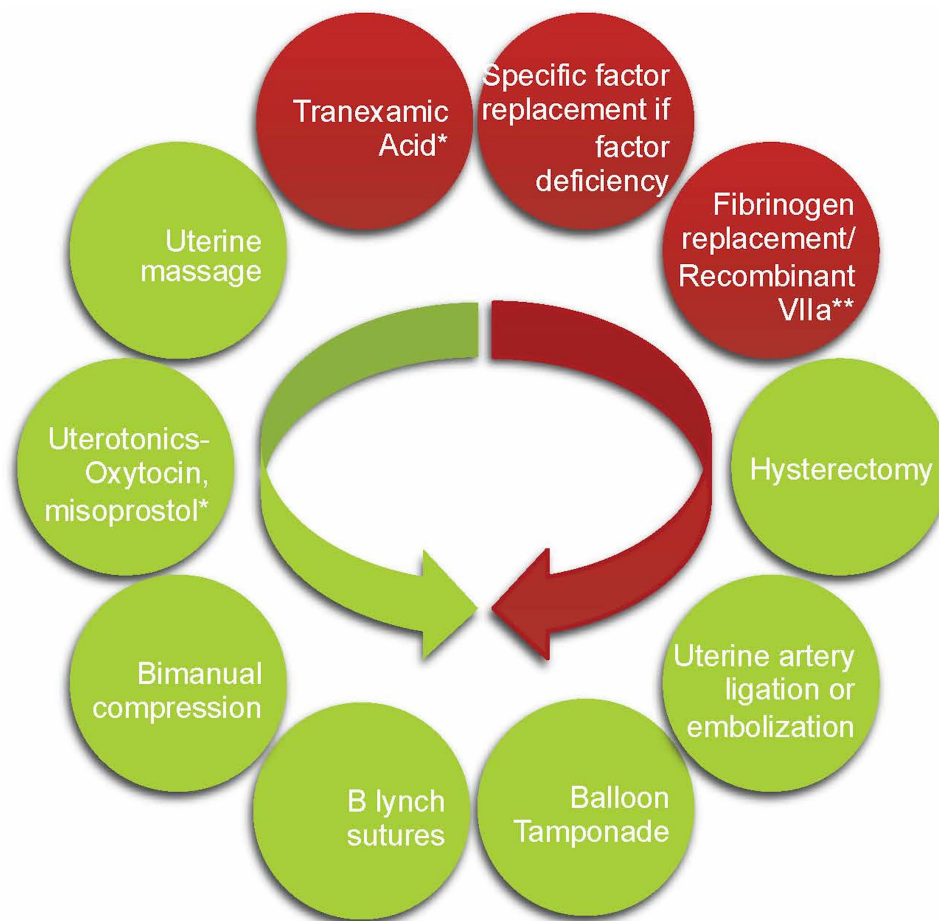 Tranexamic
Acid*
Specific factor
replacement if
factor
deficiency
Fibrinogen
replacement/
Recombinant
VIIa**
Hysterectomy
Uterine artery
ligation or
embolization
Balloon
Tamponade
B lynch
sutures
Bimanual
compression
Uterotonics-
Oxytocin,
misoprostol*
Uterine
massage